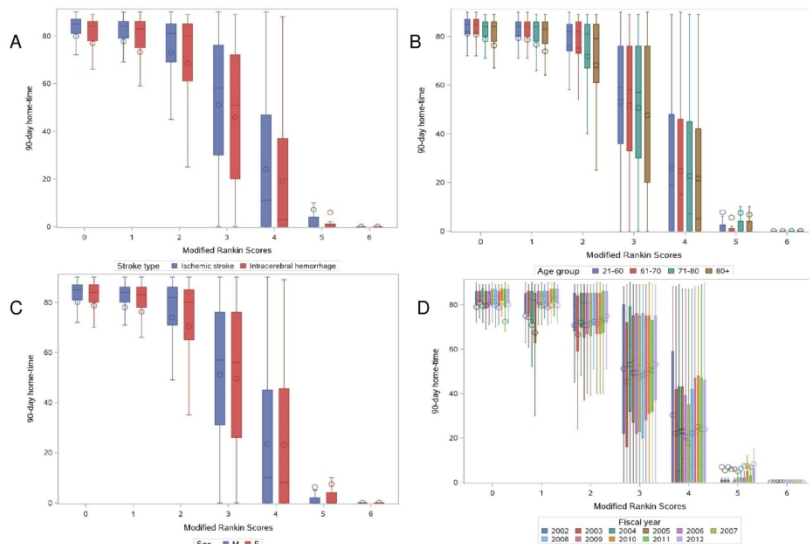 A
90-day home-time
80
60
40
20
0
0 1 2 3 4 5 6
Modified Rankin Scores
Stroke type Ischemic stroke Intracerebral hemorrhage
B
90-day home-time
80
60
40
20
0
0 1 2 3 4 5 6
Modified Rankin Scores
Age group
21-60 61-70 71-80 80+
C
90-day home-time
80
60
40
20
0
0 1 2 3 4 5 6
Modified Rankin Scores
M
D
90-day home-time
80
60
40
20
0
0 1 2 3 4 5 6
Modified Rankin Scores
Fiscal year
2002 2003 2004 2005 2006 2007
2008 2009 2010 2011 2012